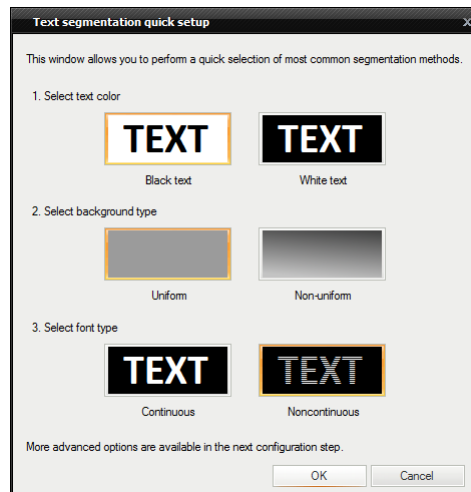 Text segmentation quick setup x
This window allows you to perform a quick selection of most common segmentation methods.
1. Select text color
TEXT TEXT
Black text White text
2. Select background type
Uniform Non-uniform
3. Select font type
TEXT TEXT
Continuous Noncontinuous
More advanced options are available in the next configuration step.
OK Cancel